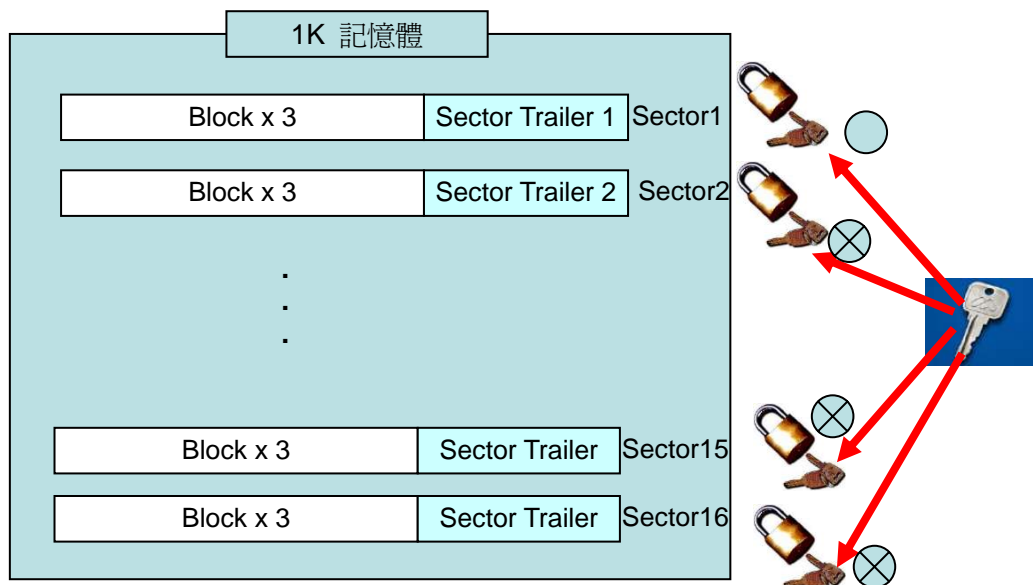 1K 記憶體
Block x 3 Sector Trailer 1 Sector1
Block x 3 Sector Trailer 2 Sector2
.
.
.
Block x 3 Sector Trailer Sector15
Block x 3 Sector Trailer Sector16